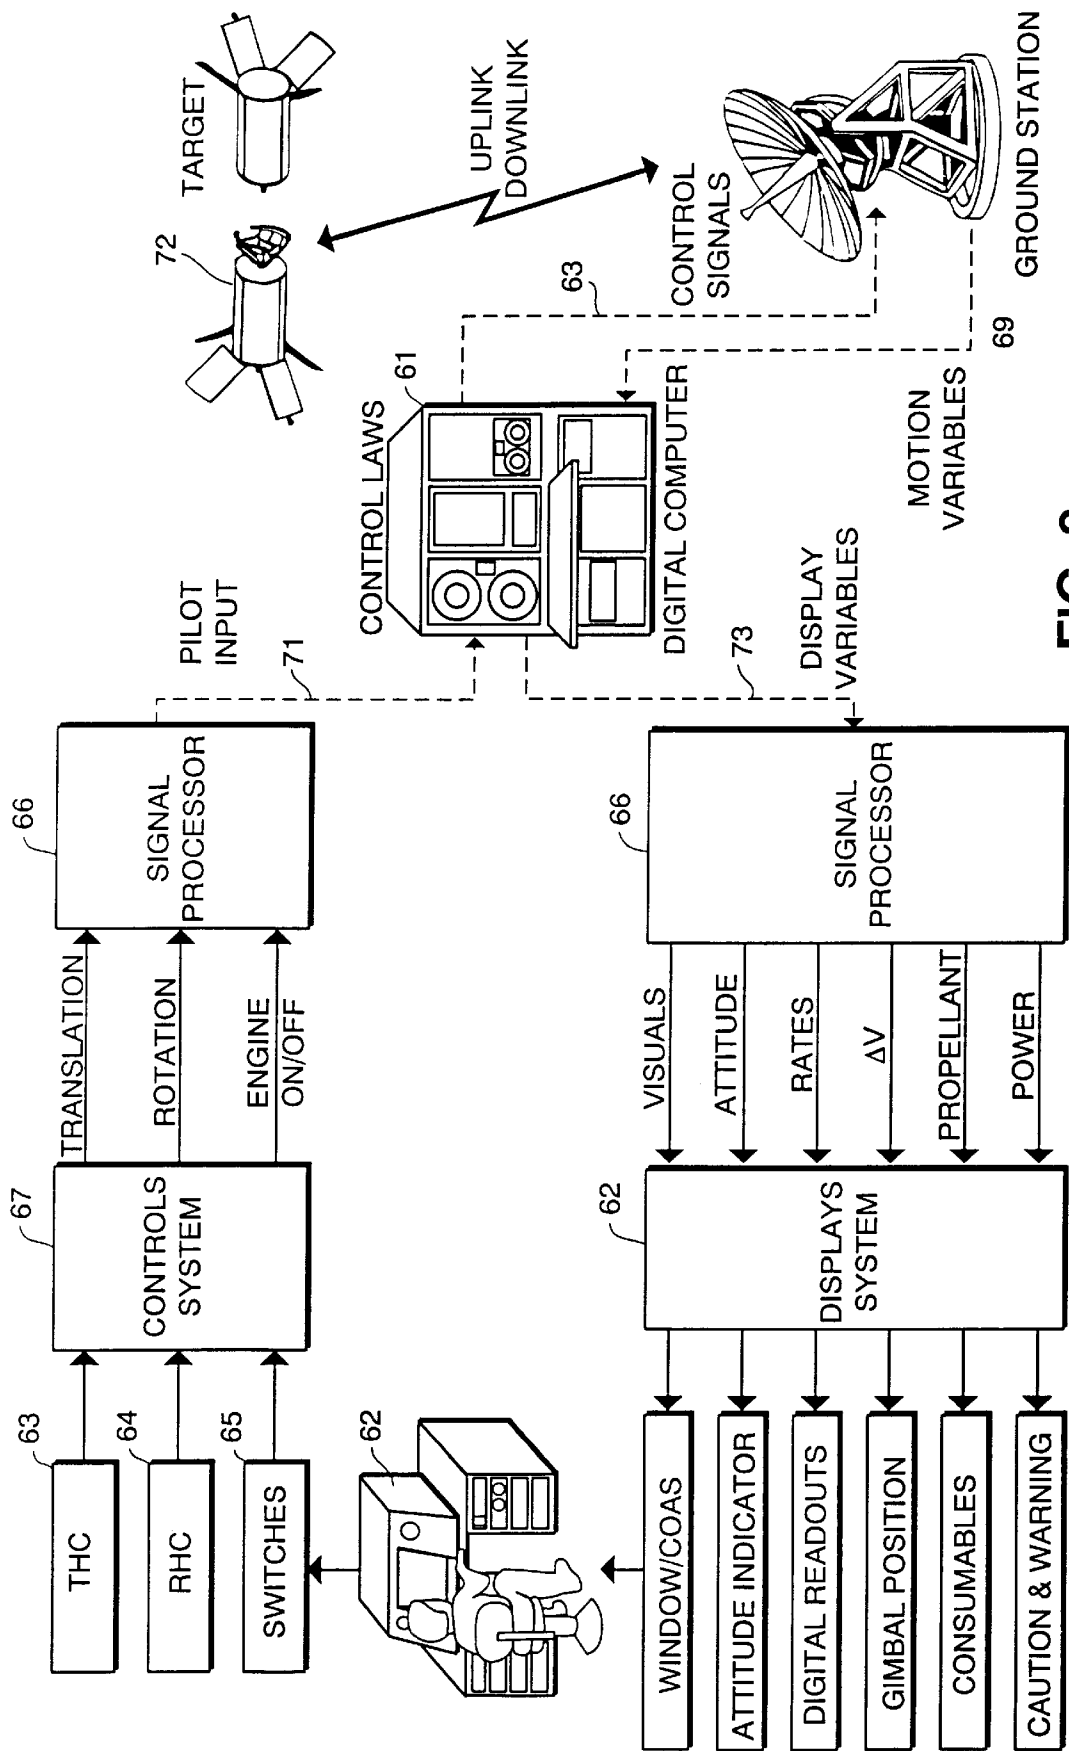 63
THC
64
RHC
65
SWITCHES
67
CONTROLS
SYSTEM
TRANSLATION
ROTATION
ENGINE
ON/OFF
66
SIGNAL
PROCESSOR
PILOT
INPUT
71
CONTROL LAWS
61
DIGITAL COMPUTER
72
TARGET
UPLINK
DOWNLINK
63
CONTROL
SIGNALS
GROUND STATION
69
MOTION
VARIABLES
73
DISPLAY
VARIABLES
66
SIGNAL
PROCESSOR
VISUALS
ATTITUDE
RATES
ΔV
PROPELLANT
POWER
62
DISPLAYS
SYSTEM
62
WINDOW/COAS
ATTITUDE INDICATOR
DIGITAL READOUTS
GIMBAL POSITION
CONSUMABLES
CAUTION & WARNING